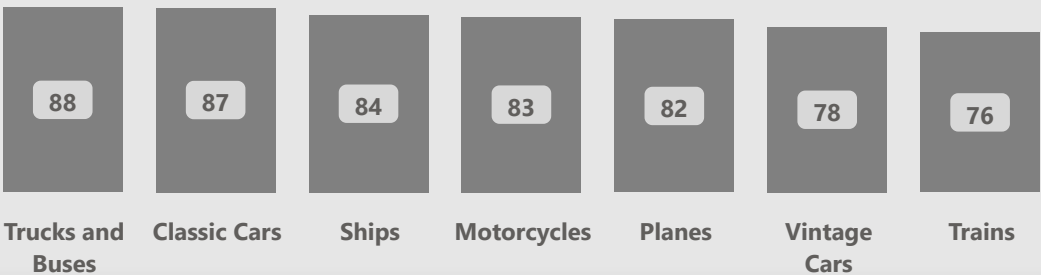 88 87 84 83 82 78 76
Trucks and Buses
Classic Cars
Ships
Motorcycles
Planes
Vintage Cars
Trains